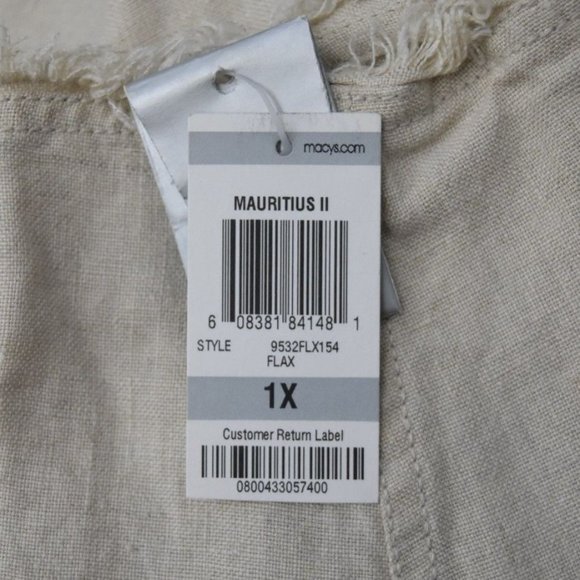 macys.com
MAURITIUS II
6 08381 84148 1
STYLE 9532FLX154
FLAX
1X
Customer Return Label
0800433057400